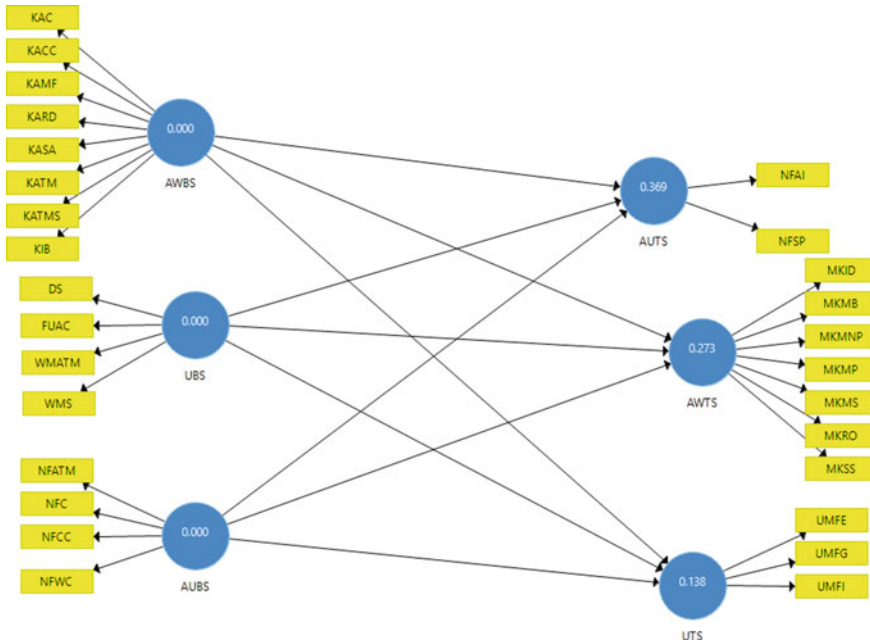 KAC
KACC
KAMF
KARD
KASA
KATM
KATMS
KIB
0.000
AWBS
DS
FUAC
WMATM
WMS
0.000
UBS
NFATM
NFC
NFCC
NFWC
0.000
AUBS
0.369
AUTS
NFAI
NFSP
0.273
AWTS
MKID
MKMB
MKMNP
MKMP
MKMS
MKRO
MKSS
0.138
UTS
UMFE
UMFG
UMFI